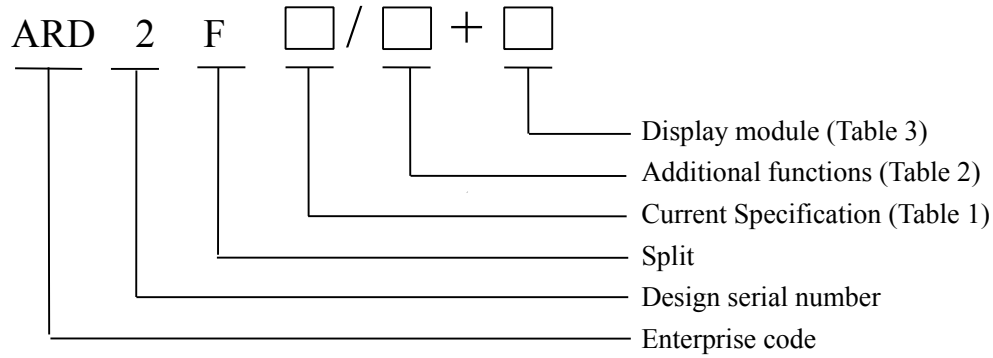 ARD 2 F □ / □ + □
Display module (Table 3)
Additional functions (Table 2)
Current Specification (Table 1)
Split
Design serial number
Enterprise code